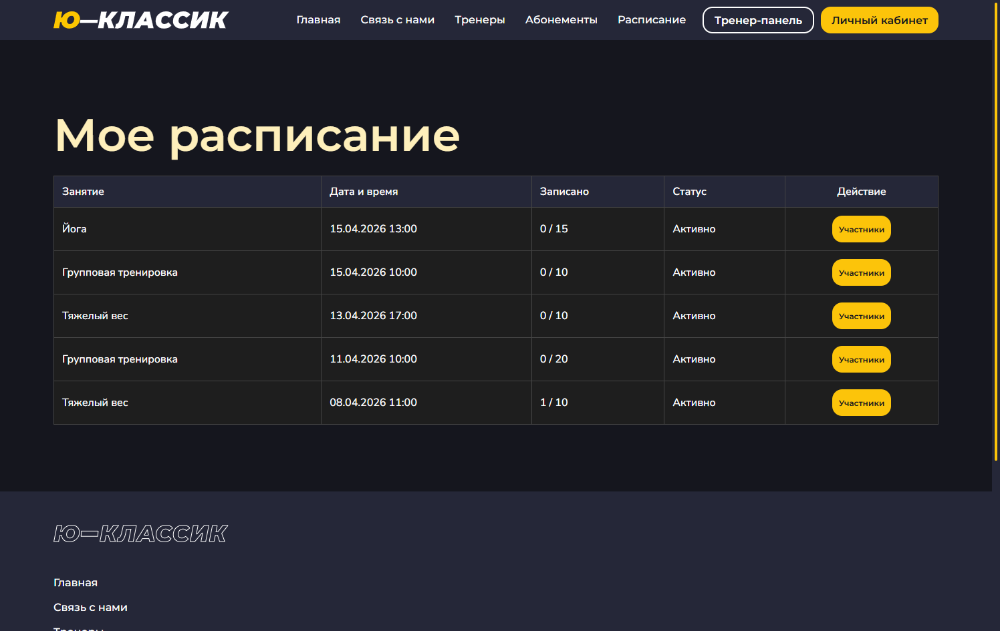 Ю—КЛАССИК Главная Связь с нами Тренеры Абонементы Расписание Тренер-панель Личный кабинет
Мое расписание
Занятие Дата и время Записано Статус Действие
Йога 15.04.2026 13:00 0 / 15 Активно Участники
Групповая тренировка 15.04.2026 10:00 0 / 10 Активно Участники
Тяжелый вес 13.04.2026 17:00 0 / 10 Активно Участники
Групповая тренировка 11.04.2026 10:00 0 / 20 Активно Участники
Тяжелый вес 08.04.2026 11:00 1 / 10 Активно Участники
Ю—КЛАССИК
Главная
Связь с нами
Тренеры